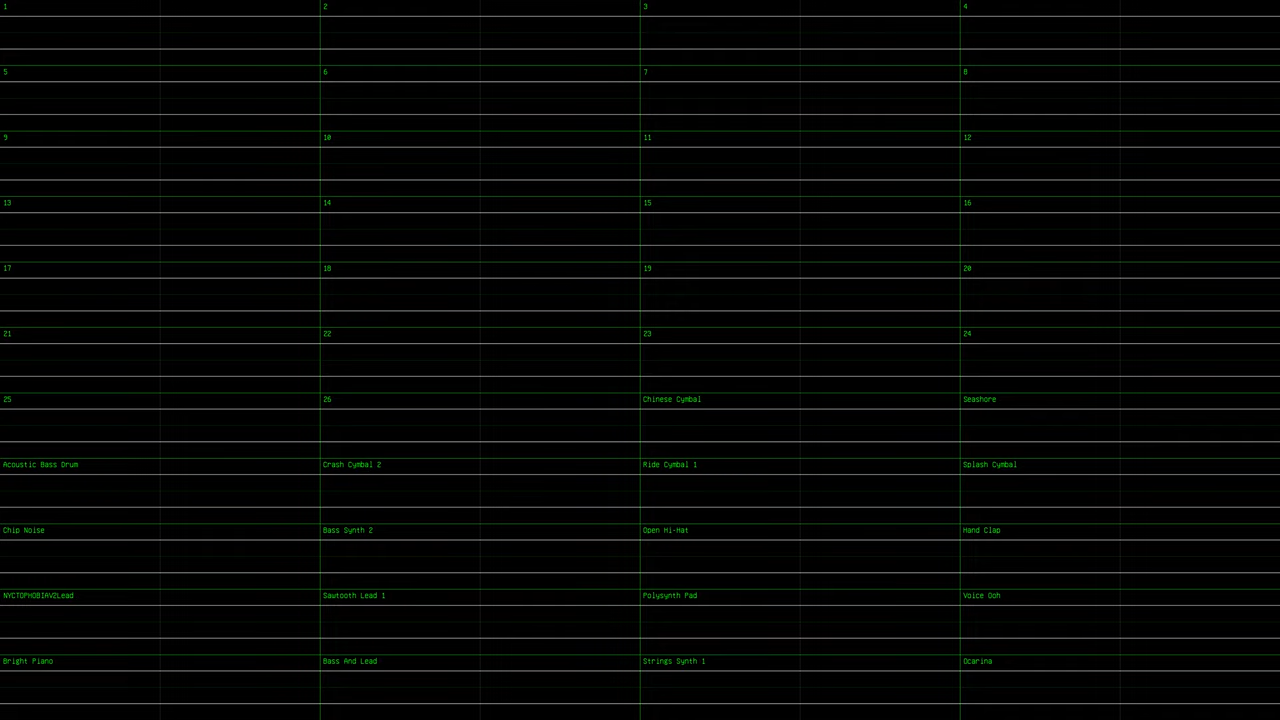 1 2 3 4
5 6 7 8
9 10 11 12
13 14 15 16
17 18 19 20
21 22 23 24
25 26 Chinese Cymbal Seashore
Acoustic Bass Drum Crash Cymbal 2 Ride Cymbal 1 Splash Cymbal
Chip Noise Bass Synth 2 Open Hi-Hat Hand Clap
NYCTOPHOBIAV2Lead Sawtooth Lead 1 Polysynth Pad Voice Ooh
Bright Piano Bass And Lead Strings Synth 1 Ocarina